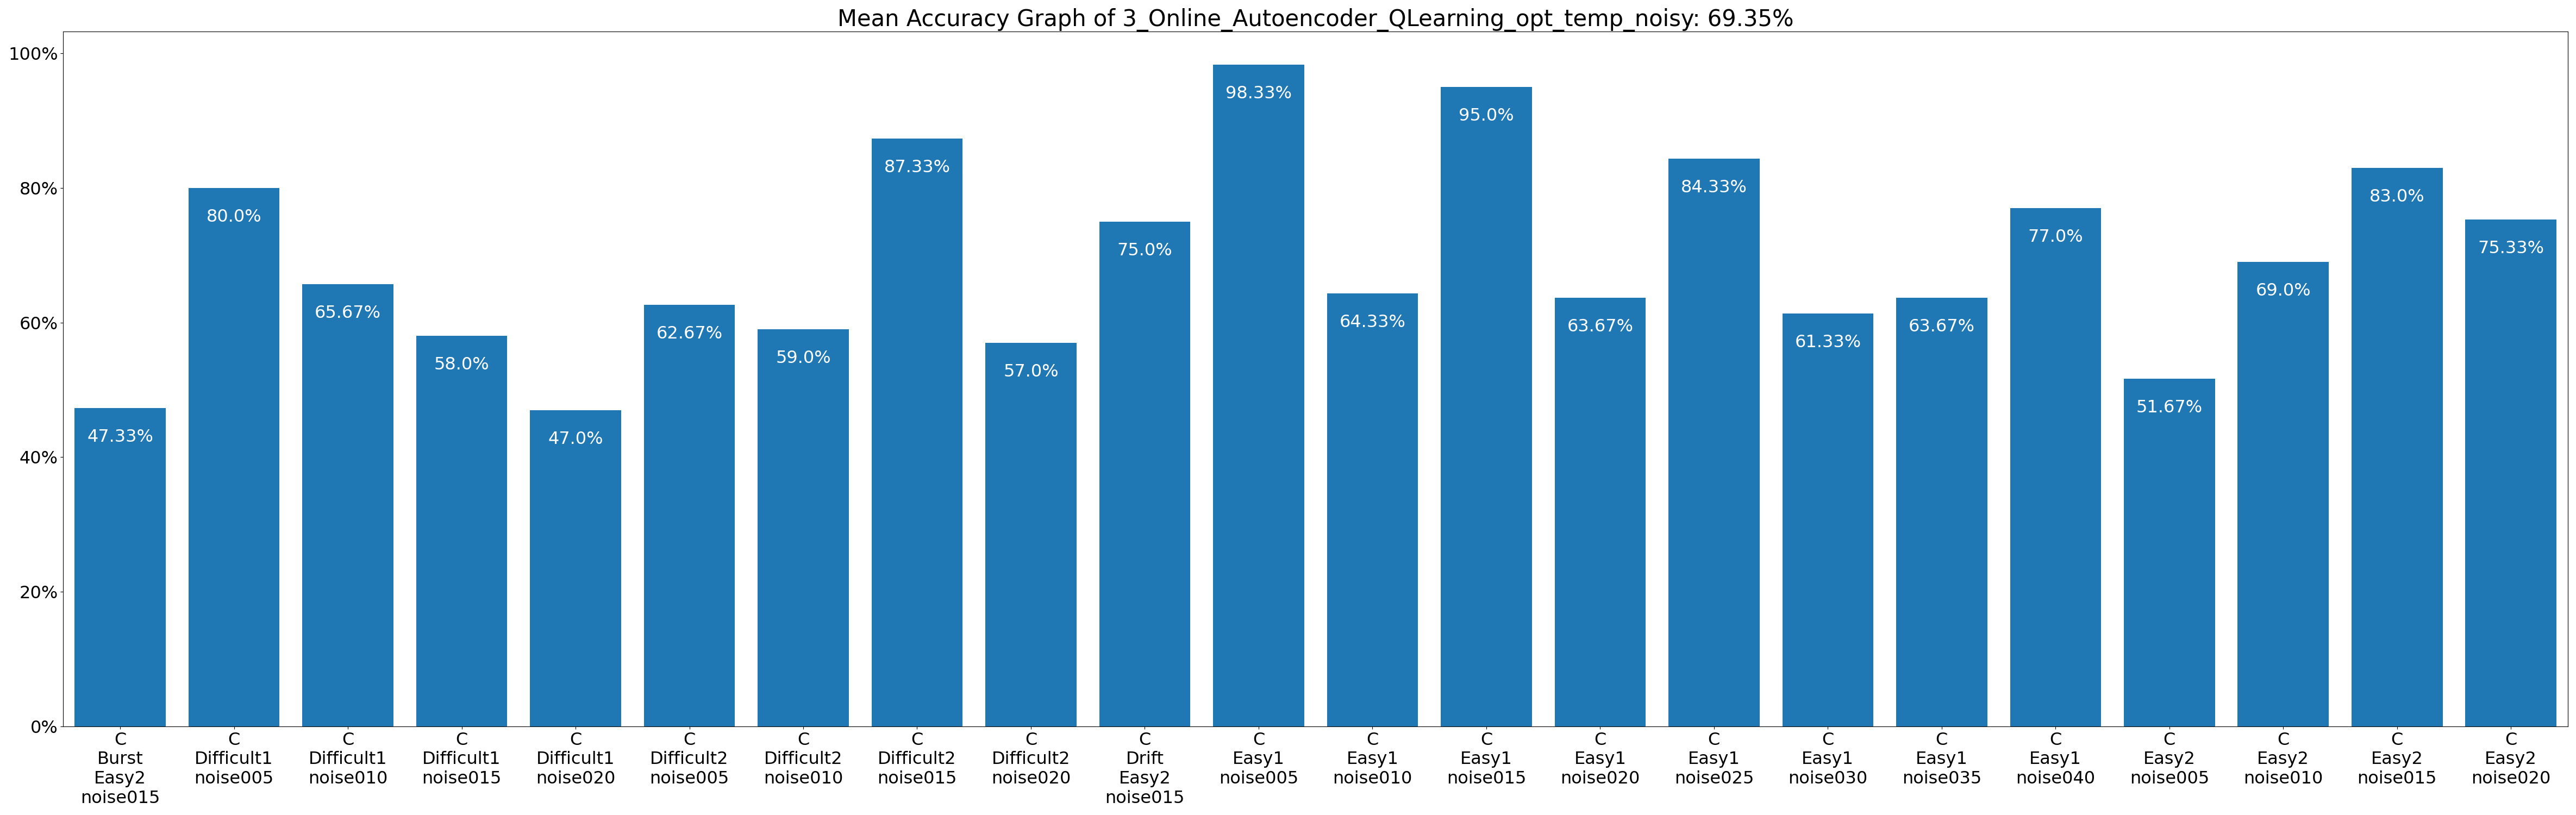 Mean Accuracy Graph of 3_Online_Autoencoder_QLearning_opt_temp_noisy: 69.35%
100%
80%
60%
40%
20%
0%
47.33%
80.0%
65.67%
58.0%
47.0%
62.67%
59.0%
87.33%
57.0%
75.0%
98.33%
64.33%
95.0%
63.67%
84.33%
61.33%
63.67%
77.0%
51.67%
69.0%
83.0%
75.33%
C
Burst
Easy2
noise015
C
Difficult1
noise005
C
Difficult1
noise010
C
Difficult1
noise015
C
Difficult1
noise020
C
Difficult2
noise005
C
Difficult2
noise010
C
Difficult2
noise015
C
Difficult2
noise020
C
Drift
Easy2
noise015
C
Easy1
noise005
C
Easy1
noise010
C
Easy1
noise015
C
Easy1
noise020
C
Easy1
noise025
C
Easy1
noise030
C
Easy1
noise035
C
Easy1
noise040
C
Easy2
noise005
C
Easy2
noise010
C
Easy2
noise015
C
Easy2
noise020